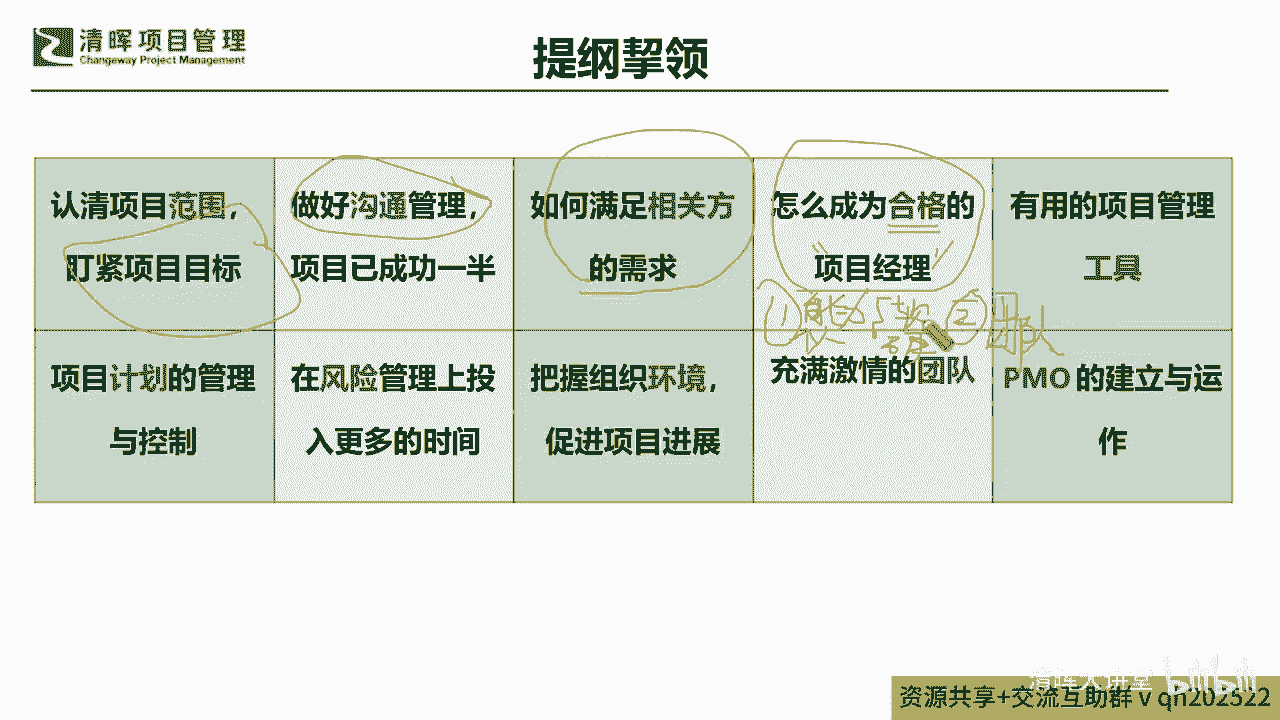 清晖项目管理
Changeway Project Management
提纲挈领
认清项目范围,
盯紧项目目标
做好沟通管理,
项目已成功一半
如何满足相关方
的需求
怎么成为合格的
项目经理
有用的项目管理
工具
① ②团队
项目计划的管理
与控制
在风险管理上投
入更多的时间
把握组织环境,
促进项目进展
充满激情的团队
PMO 的建立与运
作
清晖大讲堂 bilibili
资源共享+交流互助群 v qh202522